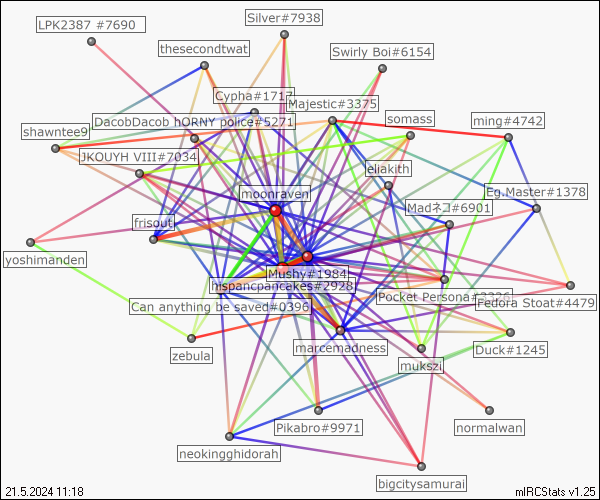 Silver#7938
LPK2387 #7690
thesecondtwat
Swirly Boi#6154
Cypha#1717
Majestic#3375
DacobDacob hORNY police#5271
somass
ming#4742
shawntee9
JKOUYH VIII#7034
eliakith
moonraven
Eg.Master#1378
Madネコ#6901
frisout
yoshimanden
Mushy#1984
hispancpancakes#2928
Pocket Persona#
Fedora Stoat#4479
Can anything be saved#0396
marcemadness
zebula
Duck#1245
mukszi
Pikabro#9971
normalwan
neokingghidorah
bigcitysamurai
21.5.2024 11:18
mIRCStats v1.25